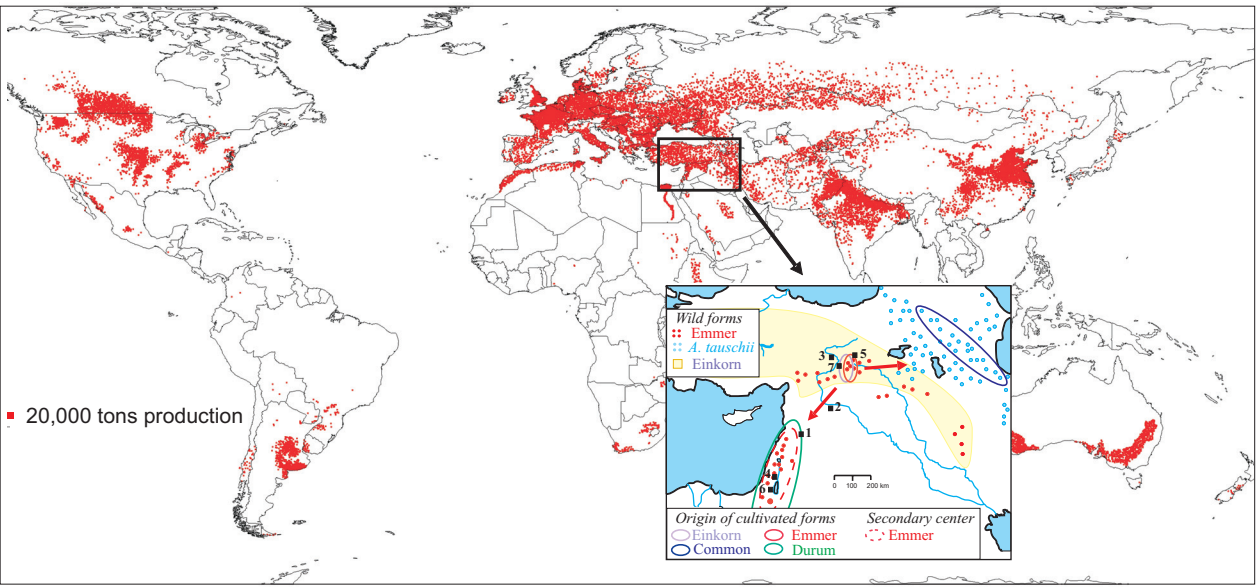 20,000 tons production
Wild forms
Emmer
A. tauschii
Einkorn
3
5
7
2
1
4
6
0 100 200 km
Origin of cultivated forms Secondary center
Einkorn Emmer Emmer
Common Durum